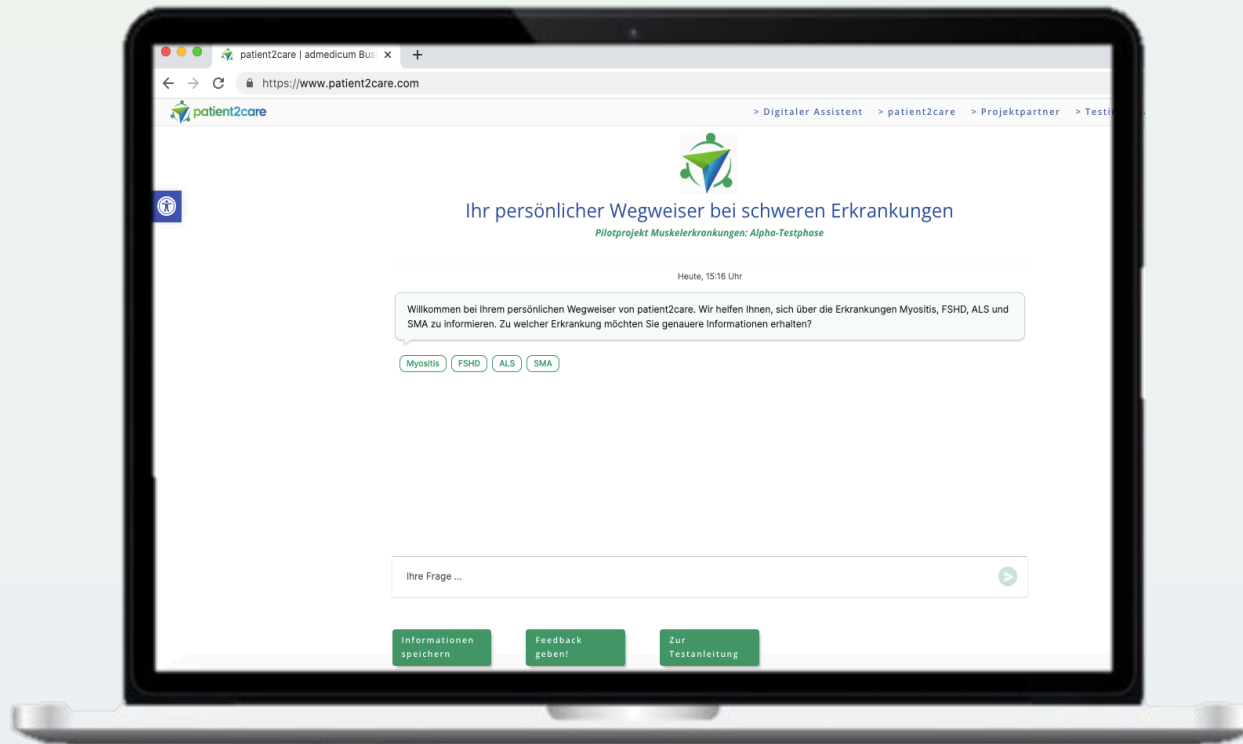 patient2care | admedicum Bus
https://www.patient2care.com
patient2care
> Digitaler Assistent > patient2care > Projektpartner > Testi
Ihr persönlicher Wegweiser bei schweren Erkrankungen
Pilotprojekt Muskelerkrankungen: Alpha-Testphase
Heute, 15:16 Uhr
Willkommen bei Ihrem persönlichen Wegweiser von patient2care. Wir helfen Ihnen, sich über die Erkrankungen Myositis, FSHD, ALS und
SMA zu informieren. Zu welcher Erkrankung möchten Sie genauere Informationen erhalten?
Myositis FSHD ALS SMA
Ihre Frage ...
Informationen
speichern
Feedback
geben!
Zur
Testanleitung